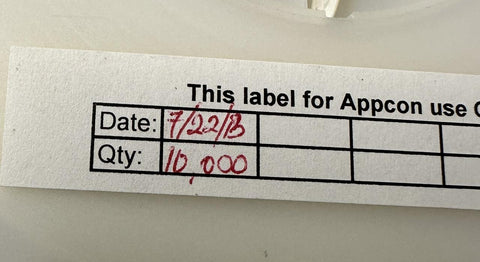 This label for Appcon use
Date: 7/22/13
Qty: 10,000